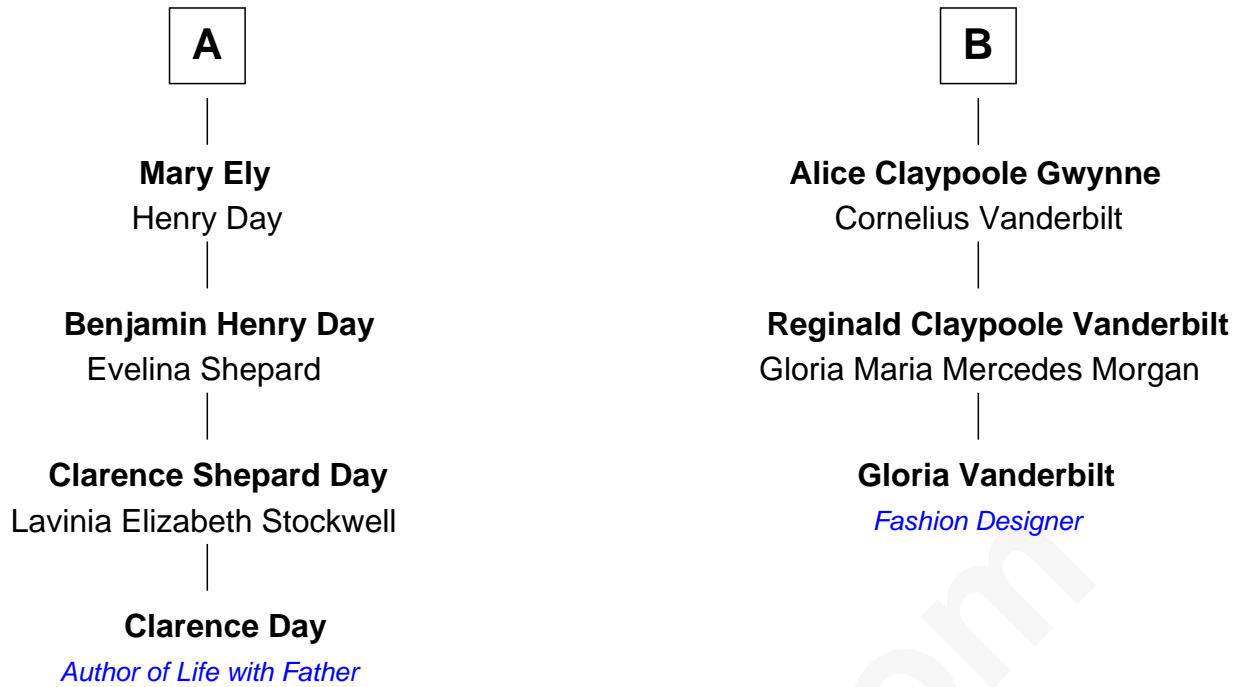 A
Mary Ely
Henry Day
Benjamin Henry Day
Evelina Shepard
Clarence Shepard Day
Lavinia Elizabeth Stockwell
Clarence Day
Author of Life with Father
B
Alice Claypoole Gwynne
Cornelius Vanderbilt
Reginald Claypoole Vanderbilt
Gloria Maria Mercedes Morgan
Gloria Vanderbilt
Fashion Designer
om